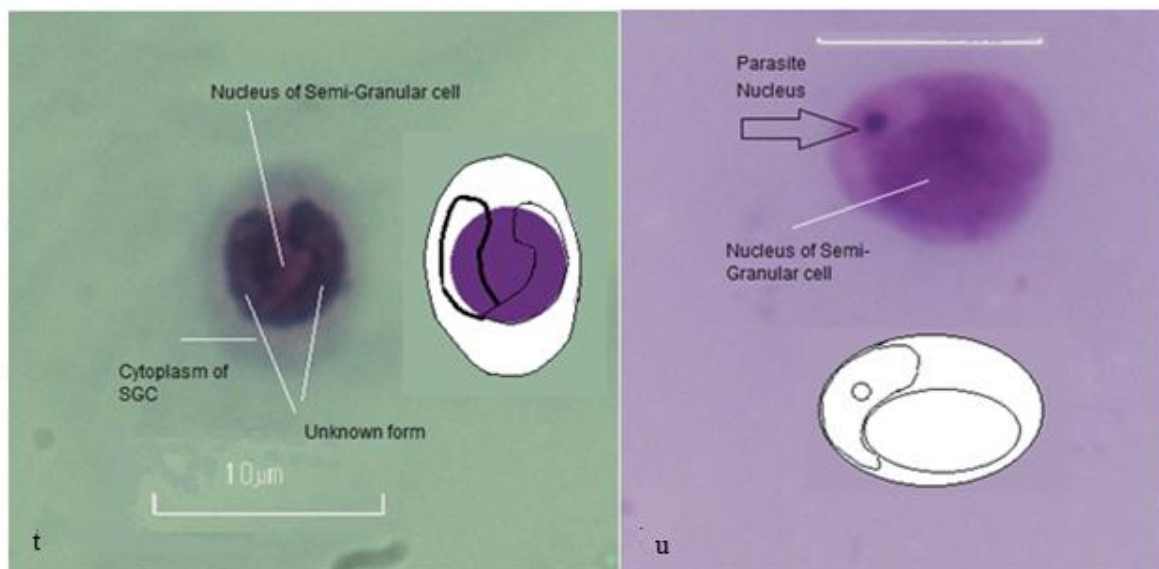 Nucleus of Semi-Granular cell
Cytoplasm of
SGC
Unknown form
10µm
t
Parasite
Nucleus
Nucleus of Semi-
Granular cell
u